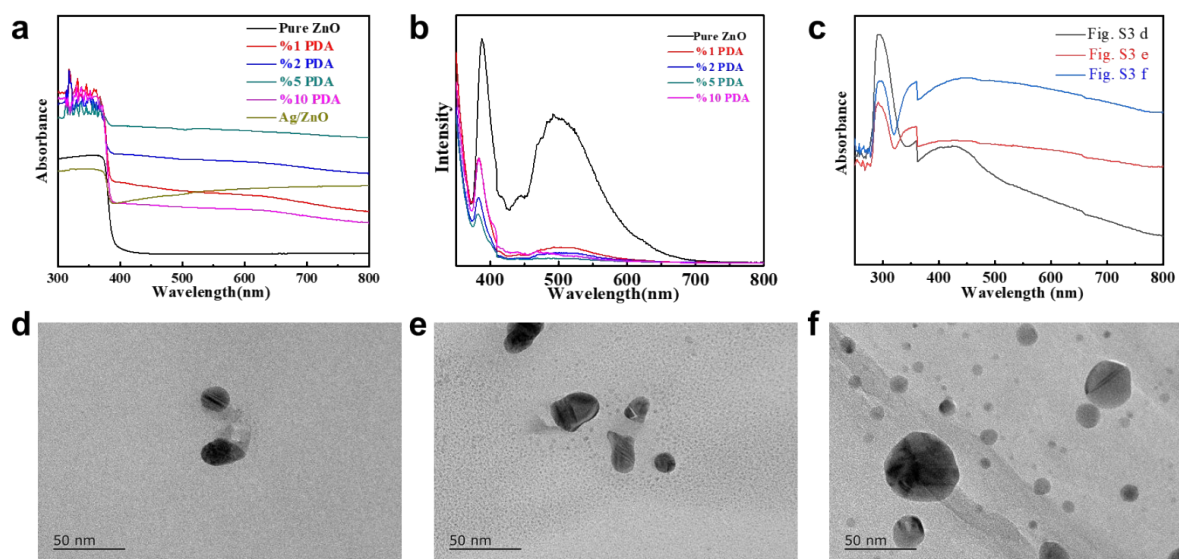 a
Absorbance
Pure ZnO
%1 PDA
%2 PDA
%5 PDA
%10 PDA
Ag/ZnO
300 400 500 600 700 800
Wavelength(nm)
b
Intensity
Pure ZnO
%1 PDA
%2 PDA
%5 PDA
%10 PDA
400 500 600 700 800
Wavelength(nm)
c
Absorbance
Fig. S3 d
Fig. S3 e
Fig. S3 f
300 400 500 600 700 800
Wavelength (nm)
d
50 nm
e
50 nm
f
50 nm